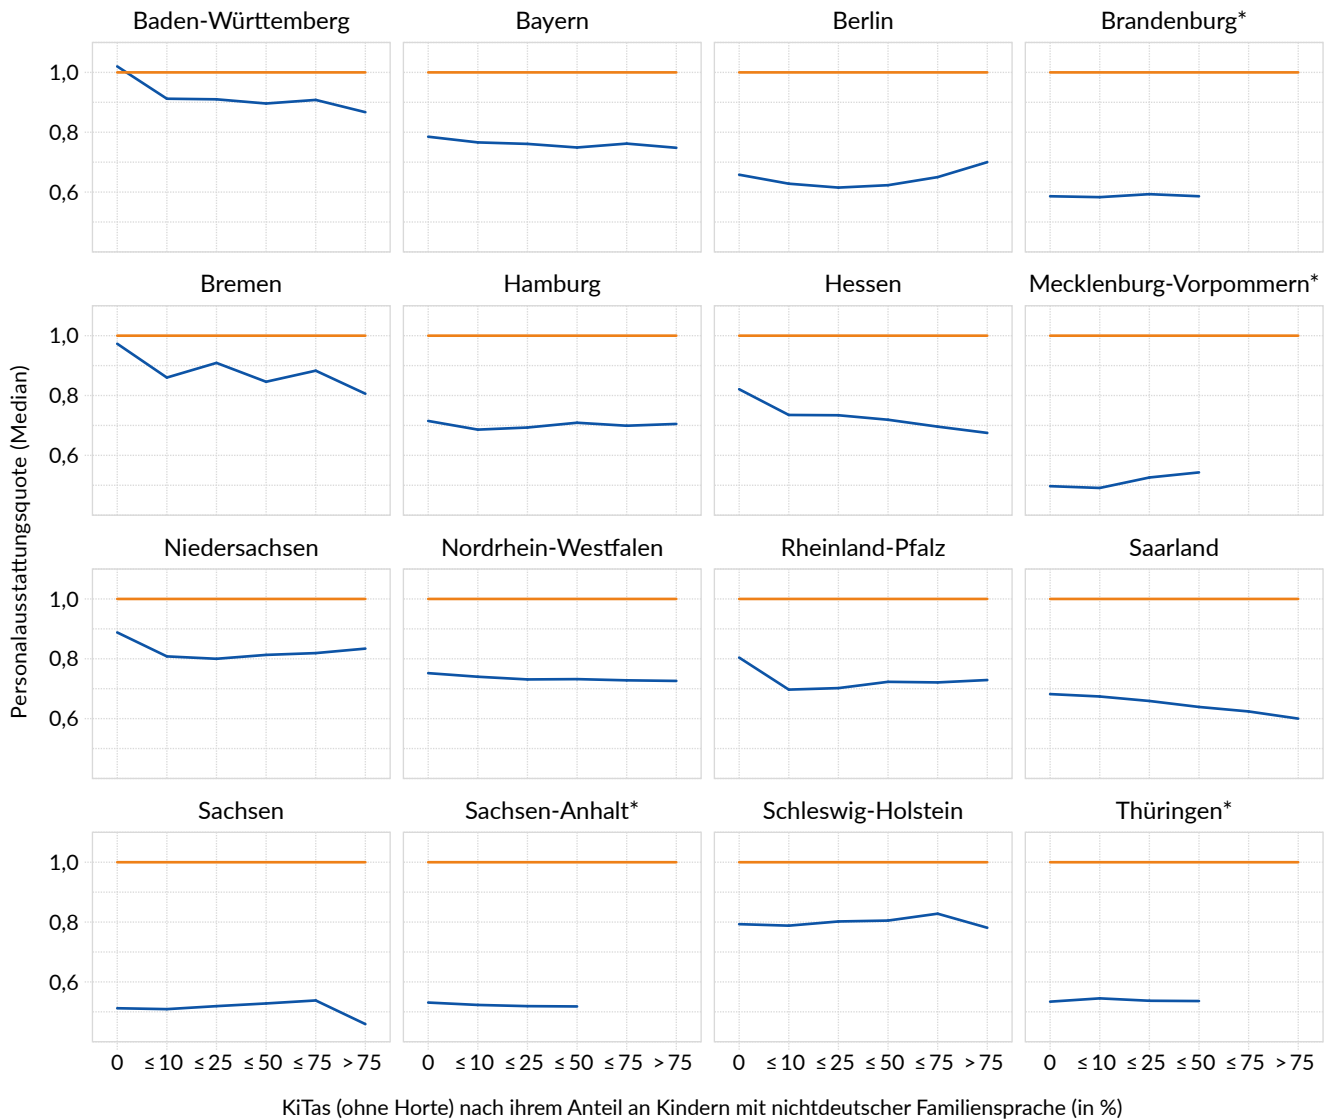 Baden-Württemberg Bayern Berlin Brandenburg*
1,0
0,8
0,6
Bremen Hamburg Hessen Mecklenburg-Vorpommern*
1,0
0,8
0,6
Personalausstattungsquote (Median)
Niedersachsen Nordrhein-Westfalen Rheinland-Pfalz Saarland
1,0
0,8
0,6
Sachsen Sachsen-Anhalt* Schleswig-Holstein Thüringen*
1,0
0,8
0,6
0 ≤10 ≤25 ≤50 ≤75 >75 0 ≤10 ≤25 ≤50 ≤75 >75 0 ≤10 ≤25 ≤50 ≤75 >75 0 ≤10 ≤25 ≤50 ≤75 >75
KiTas (ohne Horte) nach ihrem Anteil an Kindern mit nichtdeutscher Familiensprache (in %)